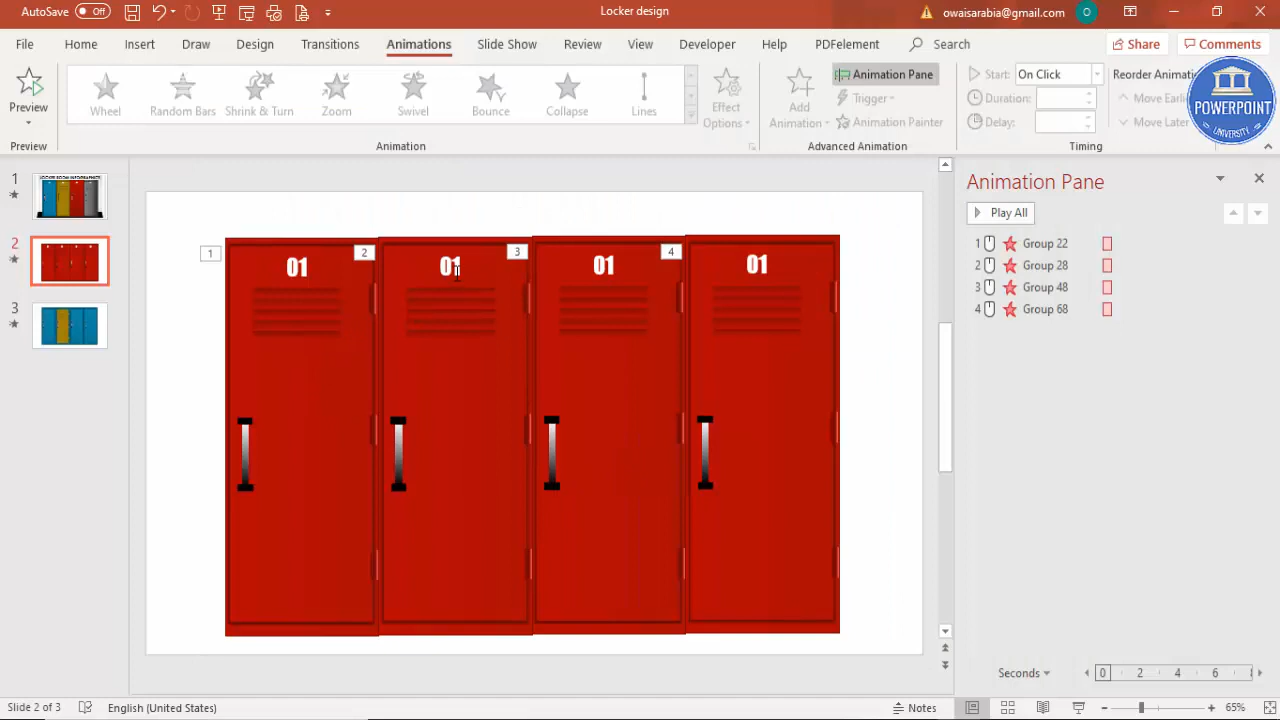 AutoSave Off
Locker design
owaisarabia@gmail.com O
File Home Insert Draw Design Transitions Animations Slide Show Review View Developer Help PDFelement Search Share Comments
Preview
Wheel Random Bars Shrink & Turn Zoom Swivel Bounce Collapse Lines
Effect
Options
Add
Animation
Animation Pane
Trigger
Animation Painter
Start: On Click
Duration:
Delay:
Reorder Animati
Move Earli
Move Later
Preview Animation Advanced Animation Timing
POWERPOINT
UNIVERSITY
1
2
3
1 2 3 4
01 01 01 01
Animation Pane
Play All
1 Group 22
2 Group 28
3 Group 48
4 Group 68
Seconds 0 2 4 6
Slide 2 of 3 English (United States) Notes 65%